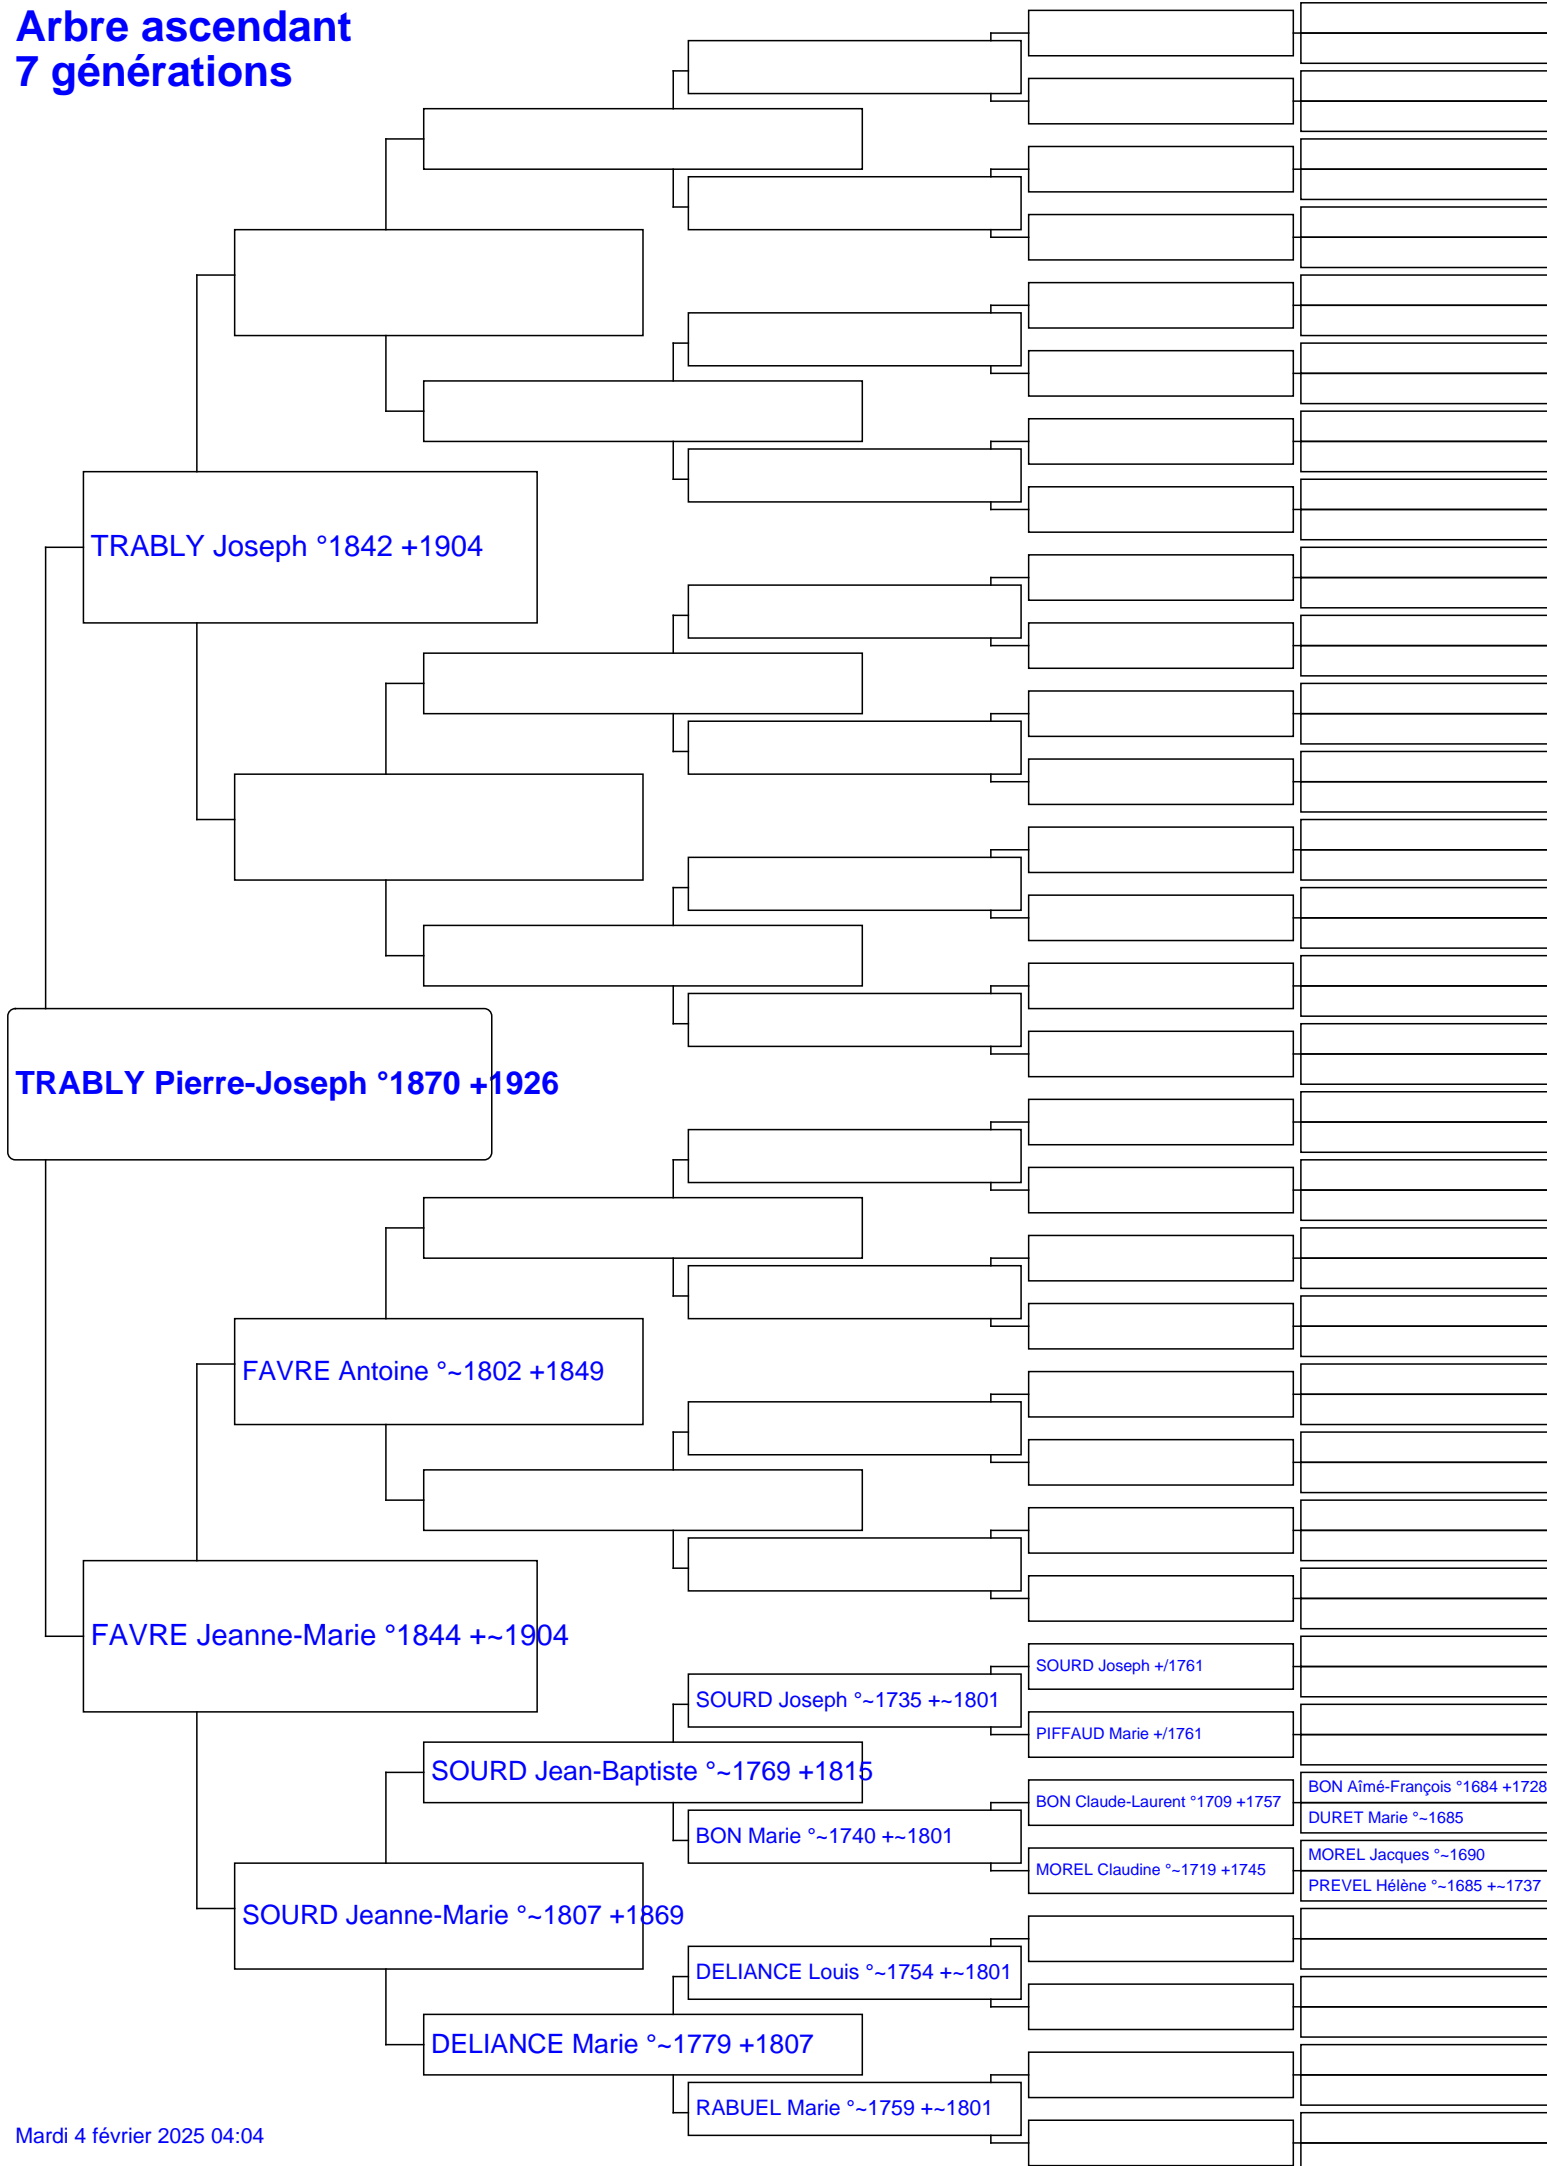 Arbre ascendant
7 générations
TRABLY Joseph °1842 +1904
TRABLY Pierre-Joseph °1870 +1926
FAVRE Antoine °~1802 +1849
FAVRE Jeanne-Marie °1844 +~1904
SOURD Joseph +/1761
SOURD Joseph °~1735 +~1801
PIFFAUD Marie +/1761
SOURD Jean-Baptiste °~1769 +1815
BON Aîmé-François °1684 +1728
BON Claude-Laurent °1709 +1757
DURET Marie °~1685
BON Marie °~1740 +~1801
MOREL Jacques °~1690
MOREL Claudine °~1719 +1745
PREVEL Hélène °~1685 +~1737
SOURD Jeanne-Marie °~1807 +1869
DELIANCE Louis °~1754 +~1801
DELIANCE Marie °~1779 +1807
RABUEL Marie °~1759 +~1801
Mardi 4 février 2025 04:04